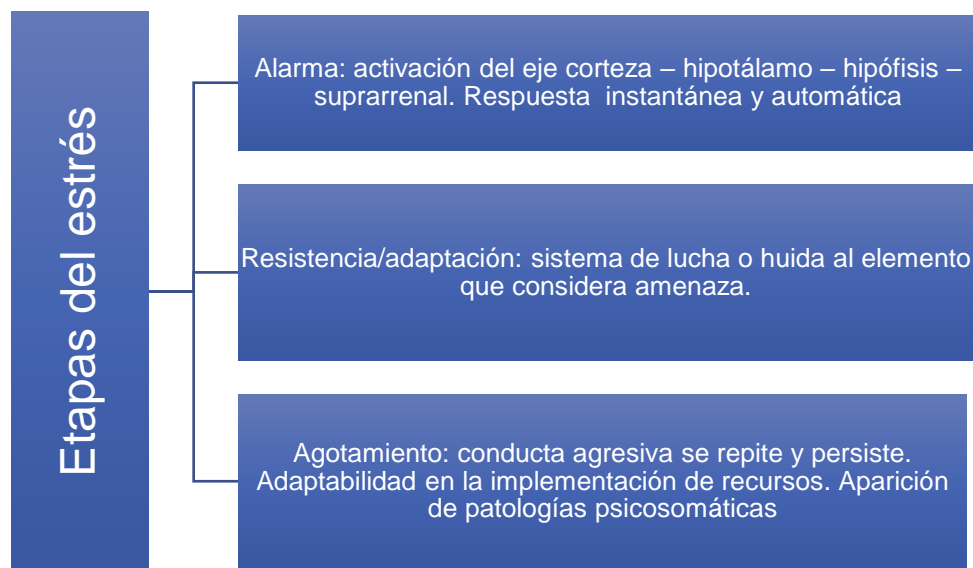 Etapas del estrés
Alarma: activación del eje corteza – hipotálamo – hipófisis –
suprarrenal. Respuesta instantánea y automática
Resistencia/adaptación: sistema de lucha o huida al elemento
que considera amenaza.
Agotamiento: conducta agresiva se repite y persiste.
Adaptabilidad en la implementación de recursos. Aparición
de patologías psicosomáticas